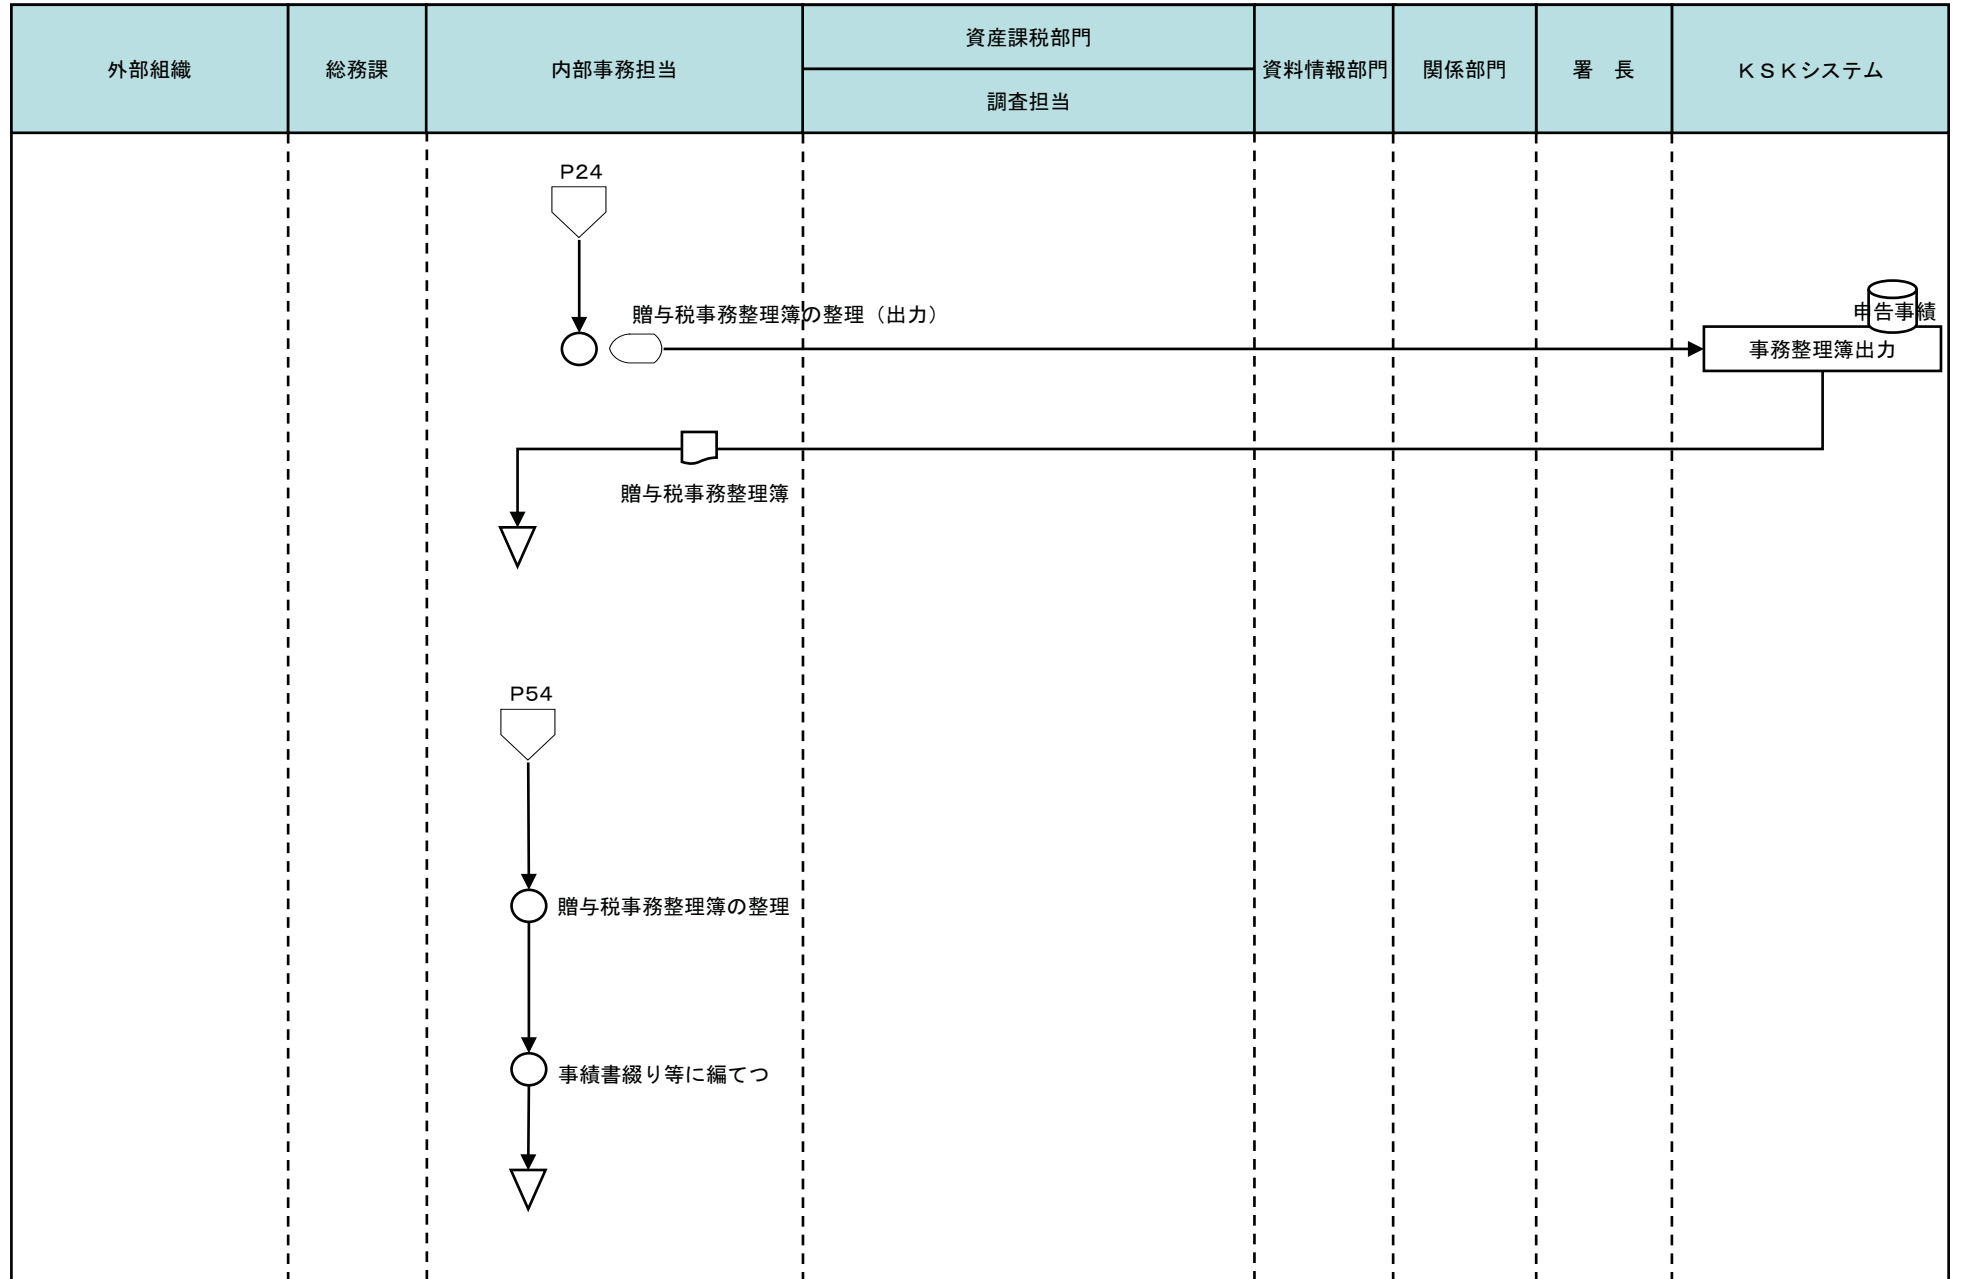 外部組織
総務課
内部事務担当
資産課税部門
調査担当
資料情報部門
関係部門
署　長
ＫＳＫシステム
P24
贈与税事務整理簿の整理（出力）
申告事績
事務整理簿出力
贈与税事務整理簿
P54
贈与税事務整理簿の整理
事績書綴り等に編てつ